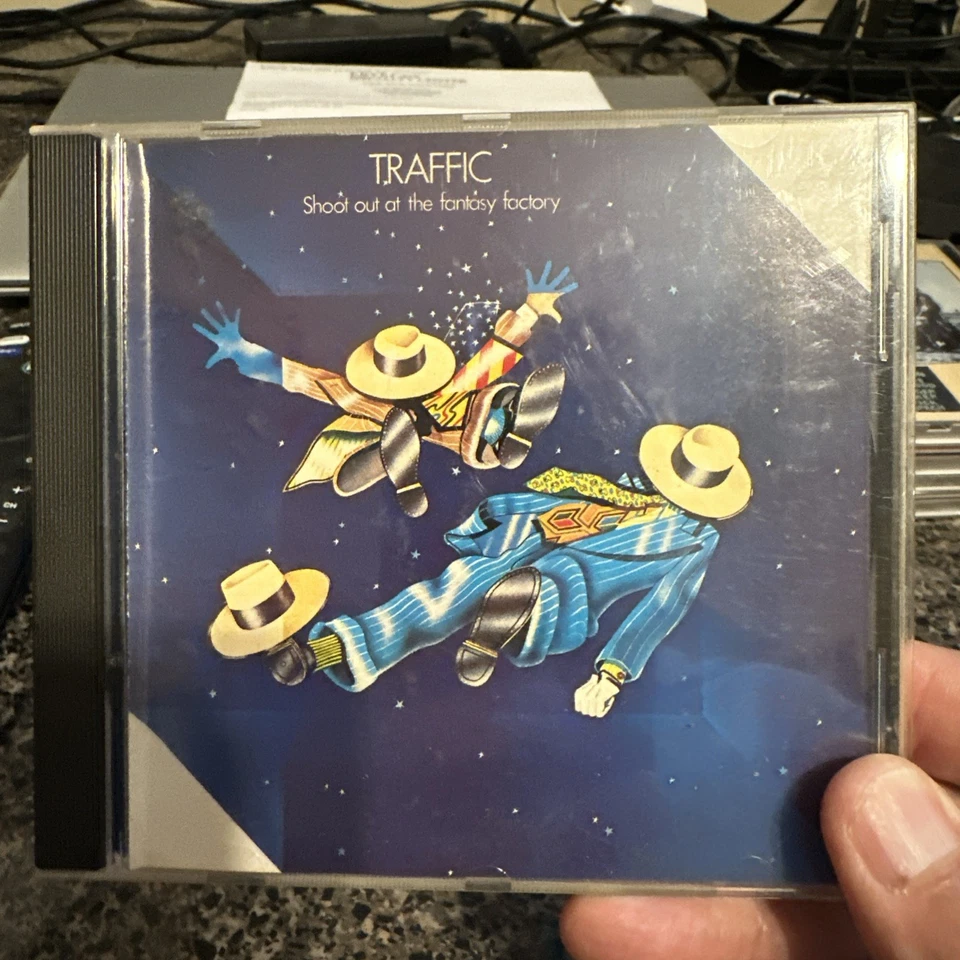 TRAFFIC
Shoot out at the fantasy factory